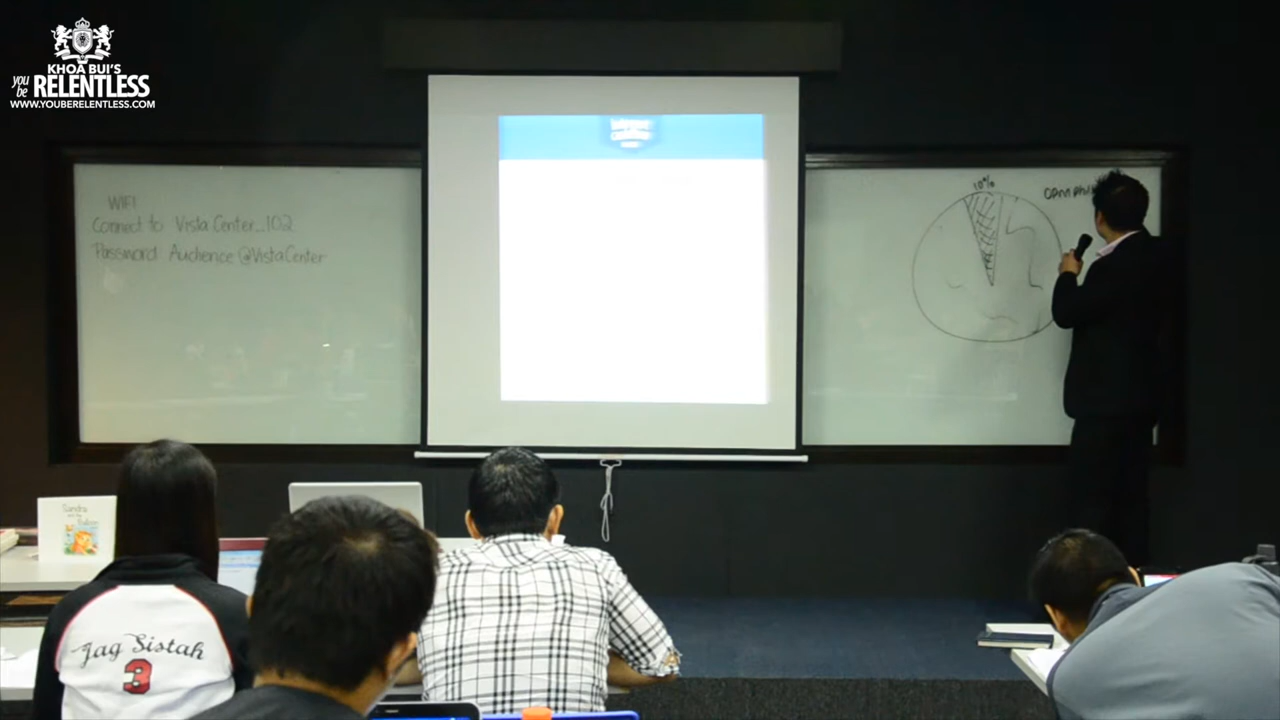 KHOA BUI'S
you be RELENTLESS
WWW.YOUBERELENTLESS.COM
WIFI
Connect to Vista Center_102
Password: Audience@VistaCenter
10%
Jag Sistah
3